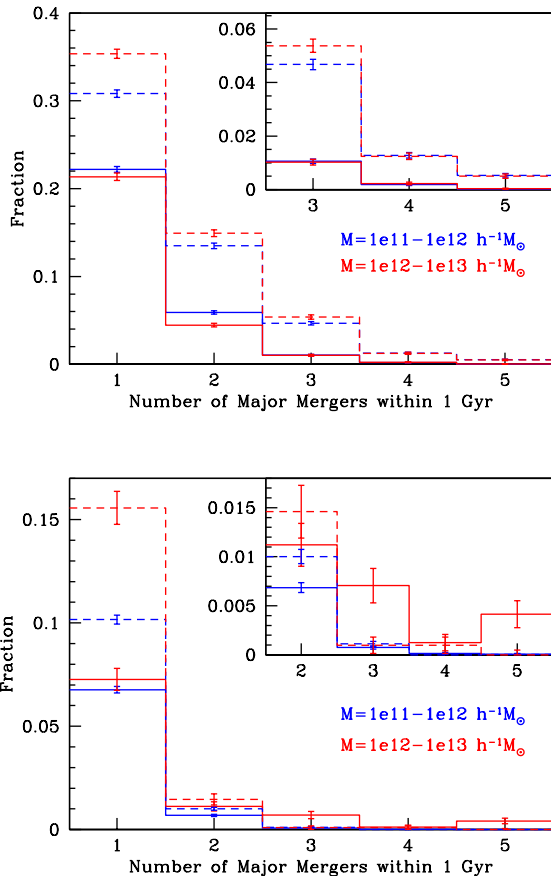 0.4
0.3
0.2
0.1
0
Fraction
0.06
0.04
0.02
0
3 4 5
M=1e11−1e12 h⁻¹M☉
M=1e12−1e13 h⁻¹M☉
1 2 3 4 5
Number of Major Mergers within 1 Gyr
0.15
0.1
0.05
0
Fraction
0.015
0.01
0.005
0
2 3 4 5
M=1e11−1e12 h⁻¹M☉
M=1e12−1e13 h⁻¹M☉
1 2 3 4 5
Number of Major Mergers within 1 Gyr